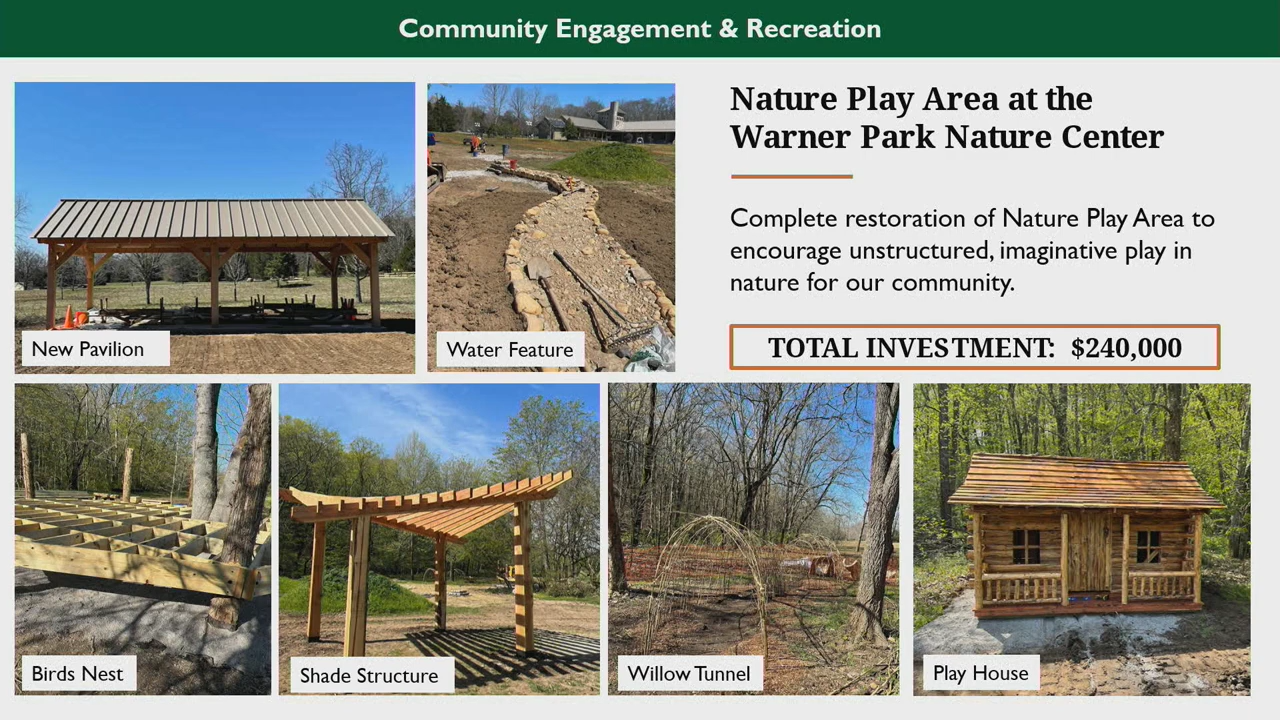 Community Engagement & Recreation
Nature Play Area at the
Warner Park Nature Center
Complete restoration of Nature Play Area to
encourage unstructured, imaginative play in
nature for our community.
TOTAL INVESTMENT: $240,000
New Pavilion
Water Feature
Birds Nest
Shade Structure
Willow Tunnel
Play House